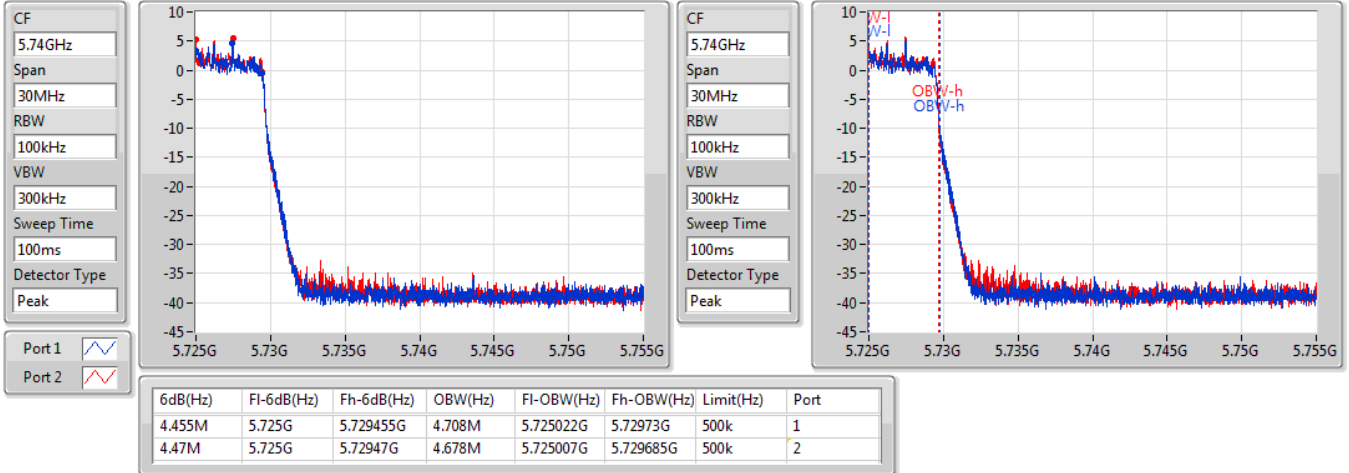 CF
5.74GHz
Span
30MHz
RBW
100kHz
VBW
300kHz
Sweep Time
100ms
Detector Type
Peak
10
5
0
-5
-10
-15
-20
-25
-30
-35
-40
-45
5.725G 5.73G 5.735G 5.74G 5.745G 5.75G 5.755G
CF
5.74GHz
Span
30MHz
RBW
100kHz
VBW
300kHz
Sweep Time
100ms
Detector Type
Peak
10
5
0
-5
-10
-15
-20
-25
-30
-35
-40
-45
W-l
W-l
OBW-h
OBW-h
5.725G 5.73G 5.735G 5.74G 5.745G 5.75G 5.755G
Port 1
Port 2
6dB(Hz) Fl-6dB(Hz) Fh-6dB(Hz) OBW(Hz) Fl-OBW(Hz) Fh-OBW(Hz) Limit(Hz) Port
4.455M 5.725G 5.729455G 4.708M 5.725022G 5.72973G 500k 1
4.47M 5.725G 5.72947G 4.678M 5.725007G 5.729685G 500k 2